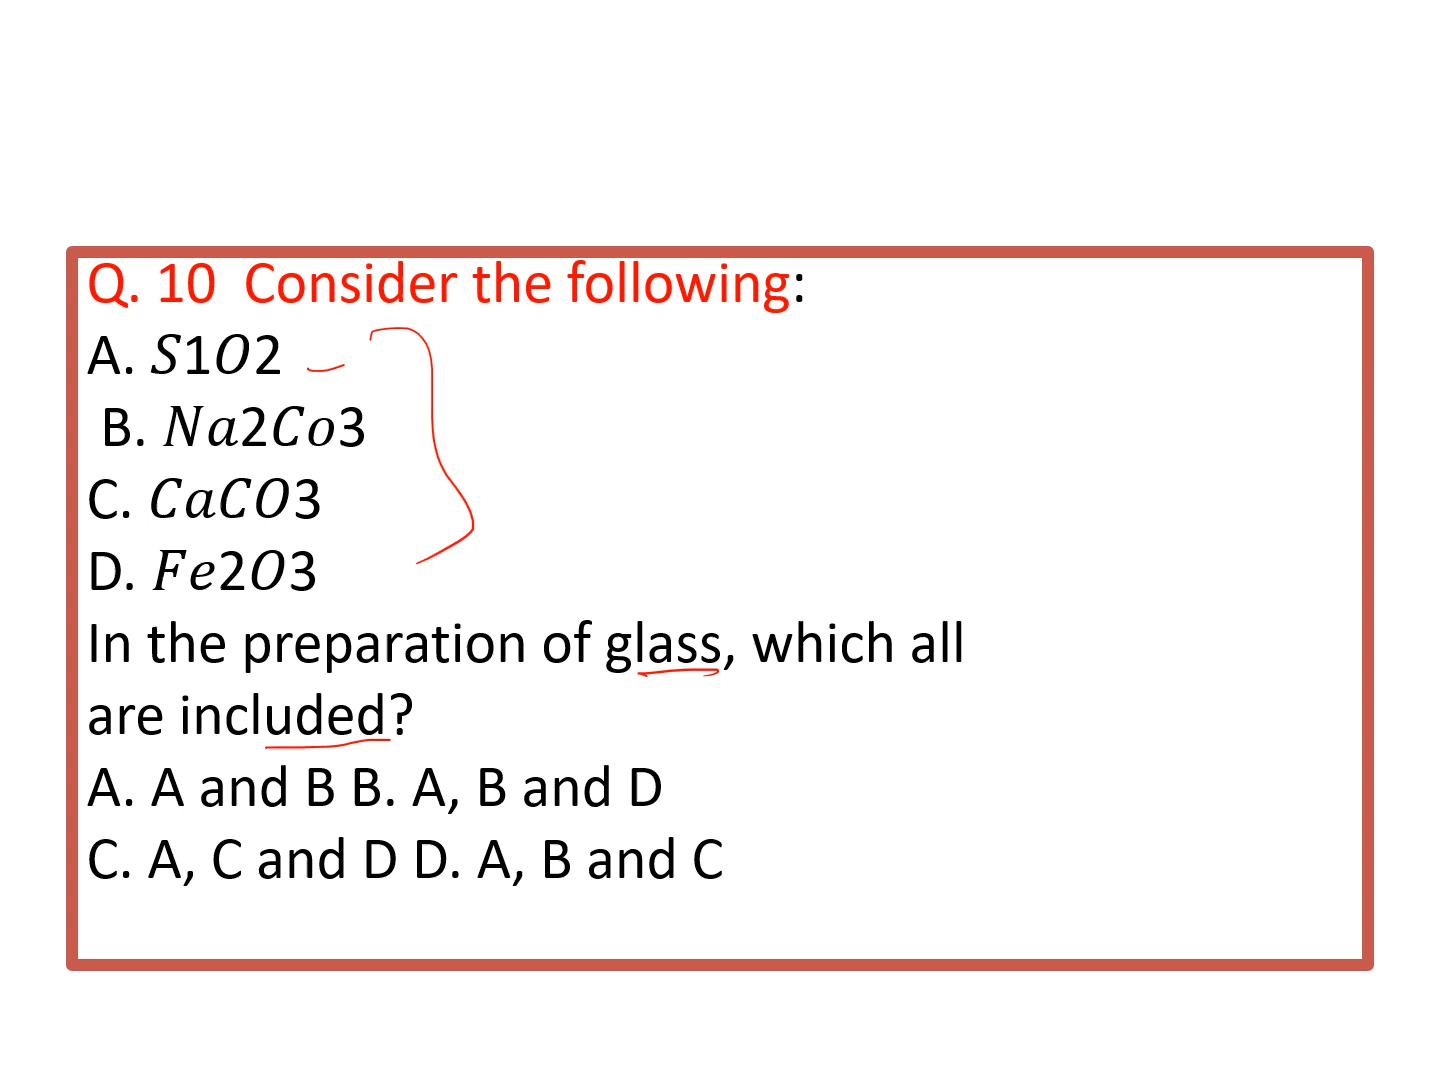 Q. 10 Consider the following:
A. S1O2
B. Na2Co3
C. CaCO3
D. Fe2O3
In the preparation of glass, which all
are included?
A. A and B B. A, B and D
C. A, C and D D. A, B and C